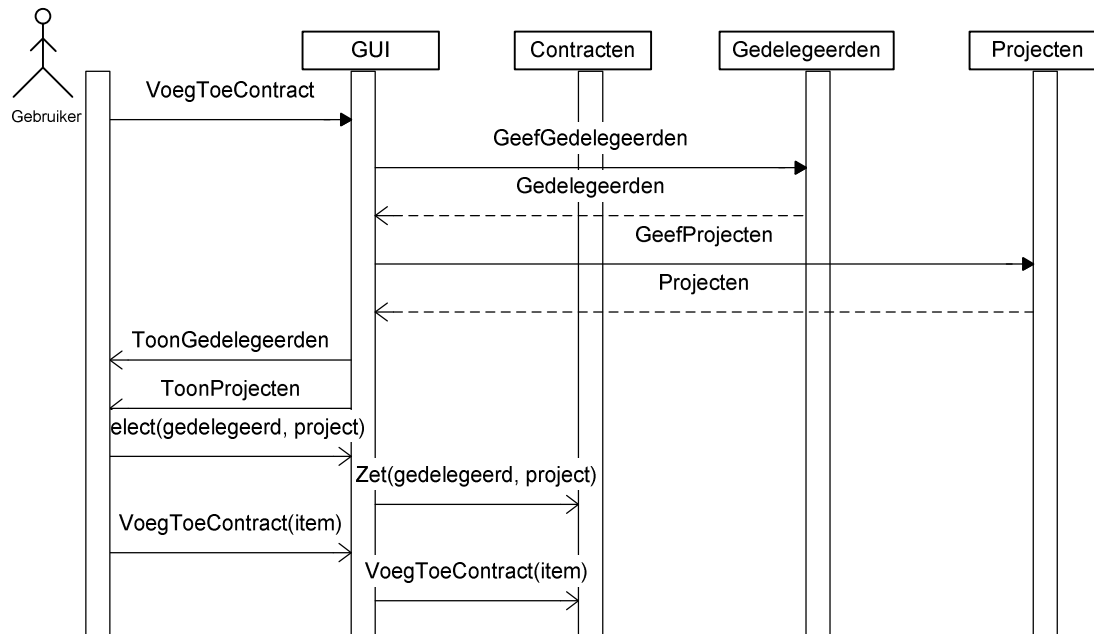 GUI
Contracten
Gedelegeerden
Projecten
Gebruiker
VoegToeContract
GeefGedelegeerden
Gedelegeerden
GeefProjecten
Projecten
ToonGedelegeerden
ToonProjecten
elect(gedelegeerd, project)
Zet(gedelegeerd, project)
VoegToeContract(item)
VoegToeContract(item)